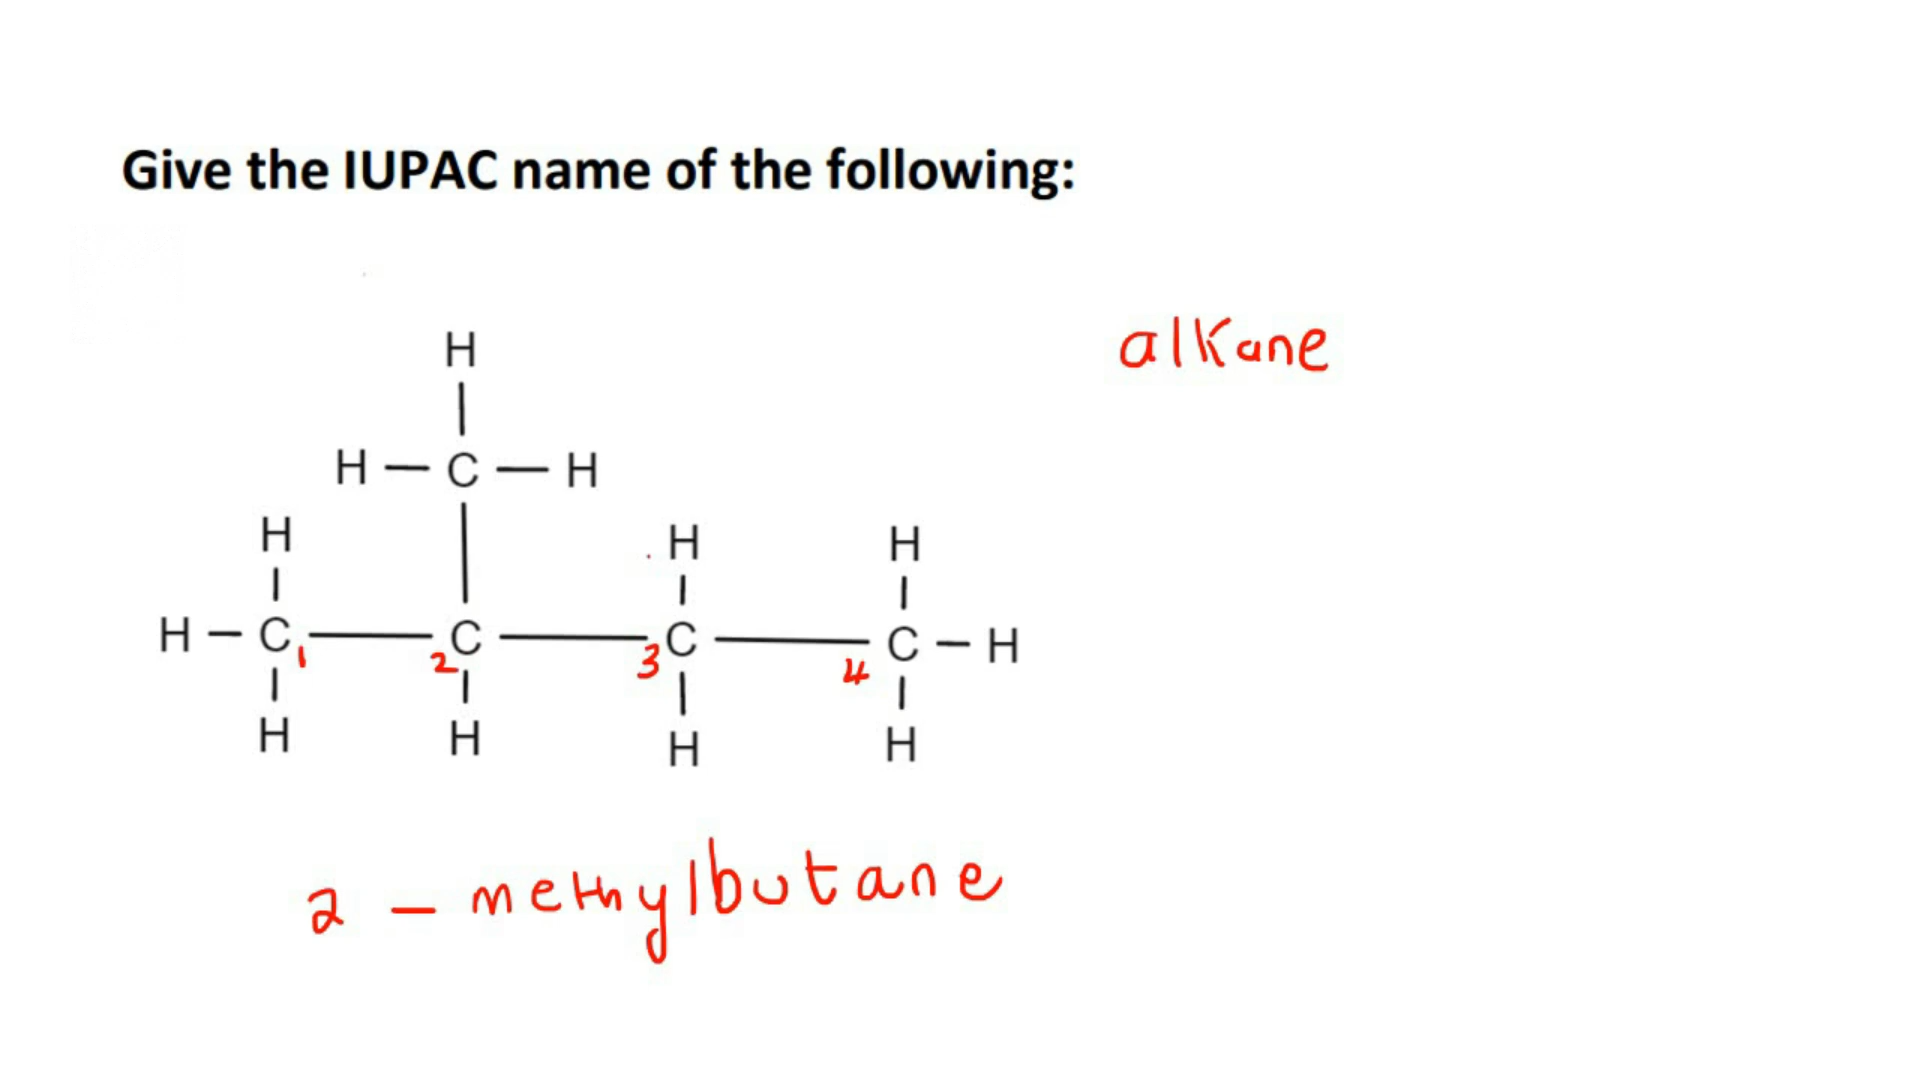 Give the IUPAC name of the following:
alkane
H
H — C — H
H H H
H – C — C — C — C – H
1 2 3 4
H H H H
2 – methylbutane